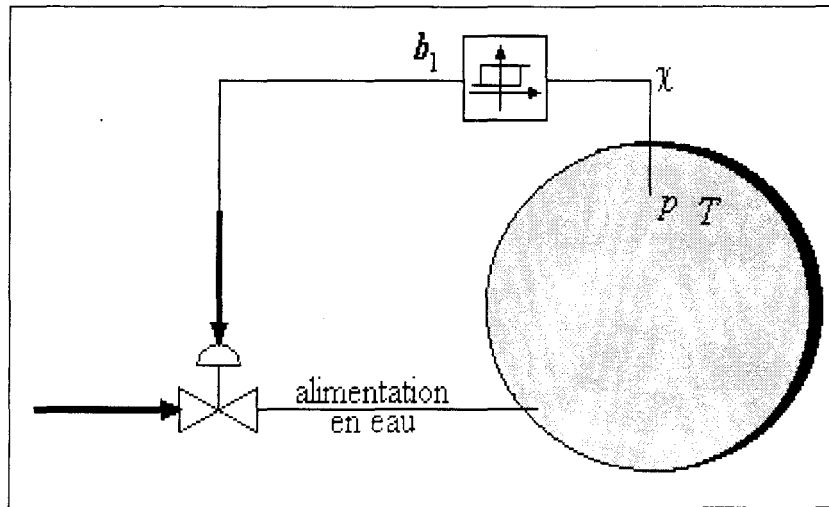 b₁
χ
p T
alimentation
en eau